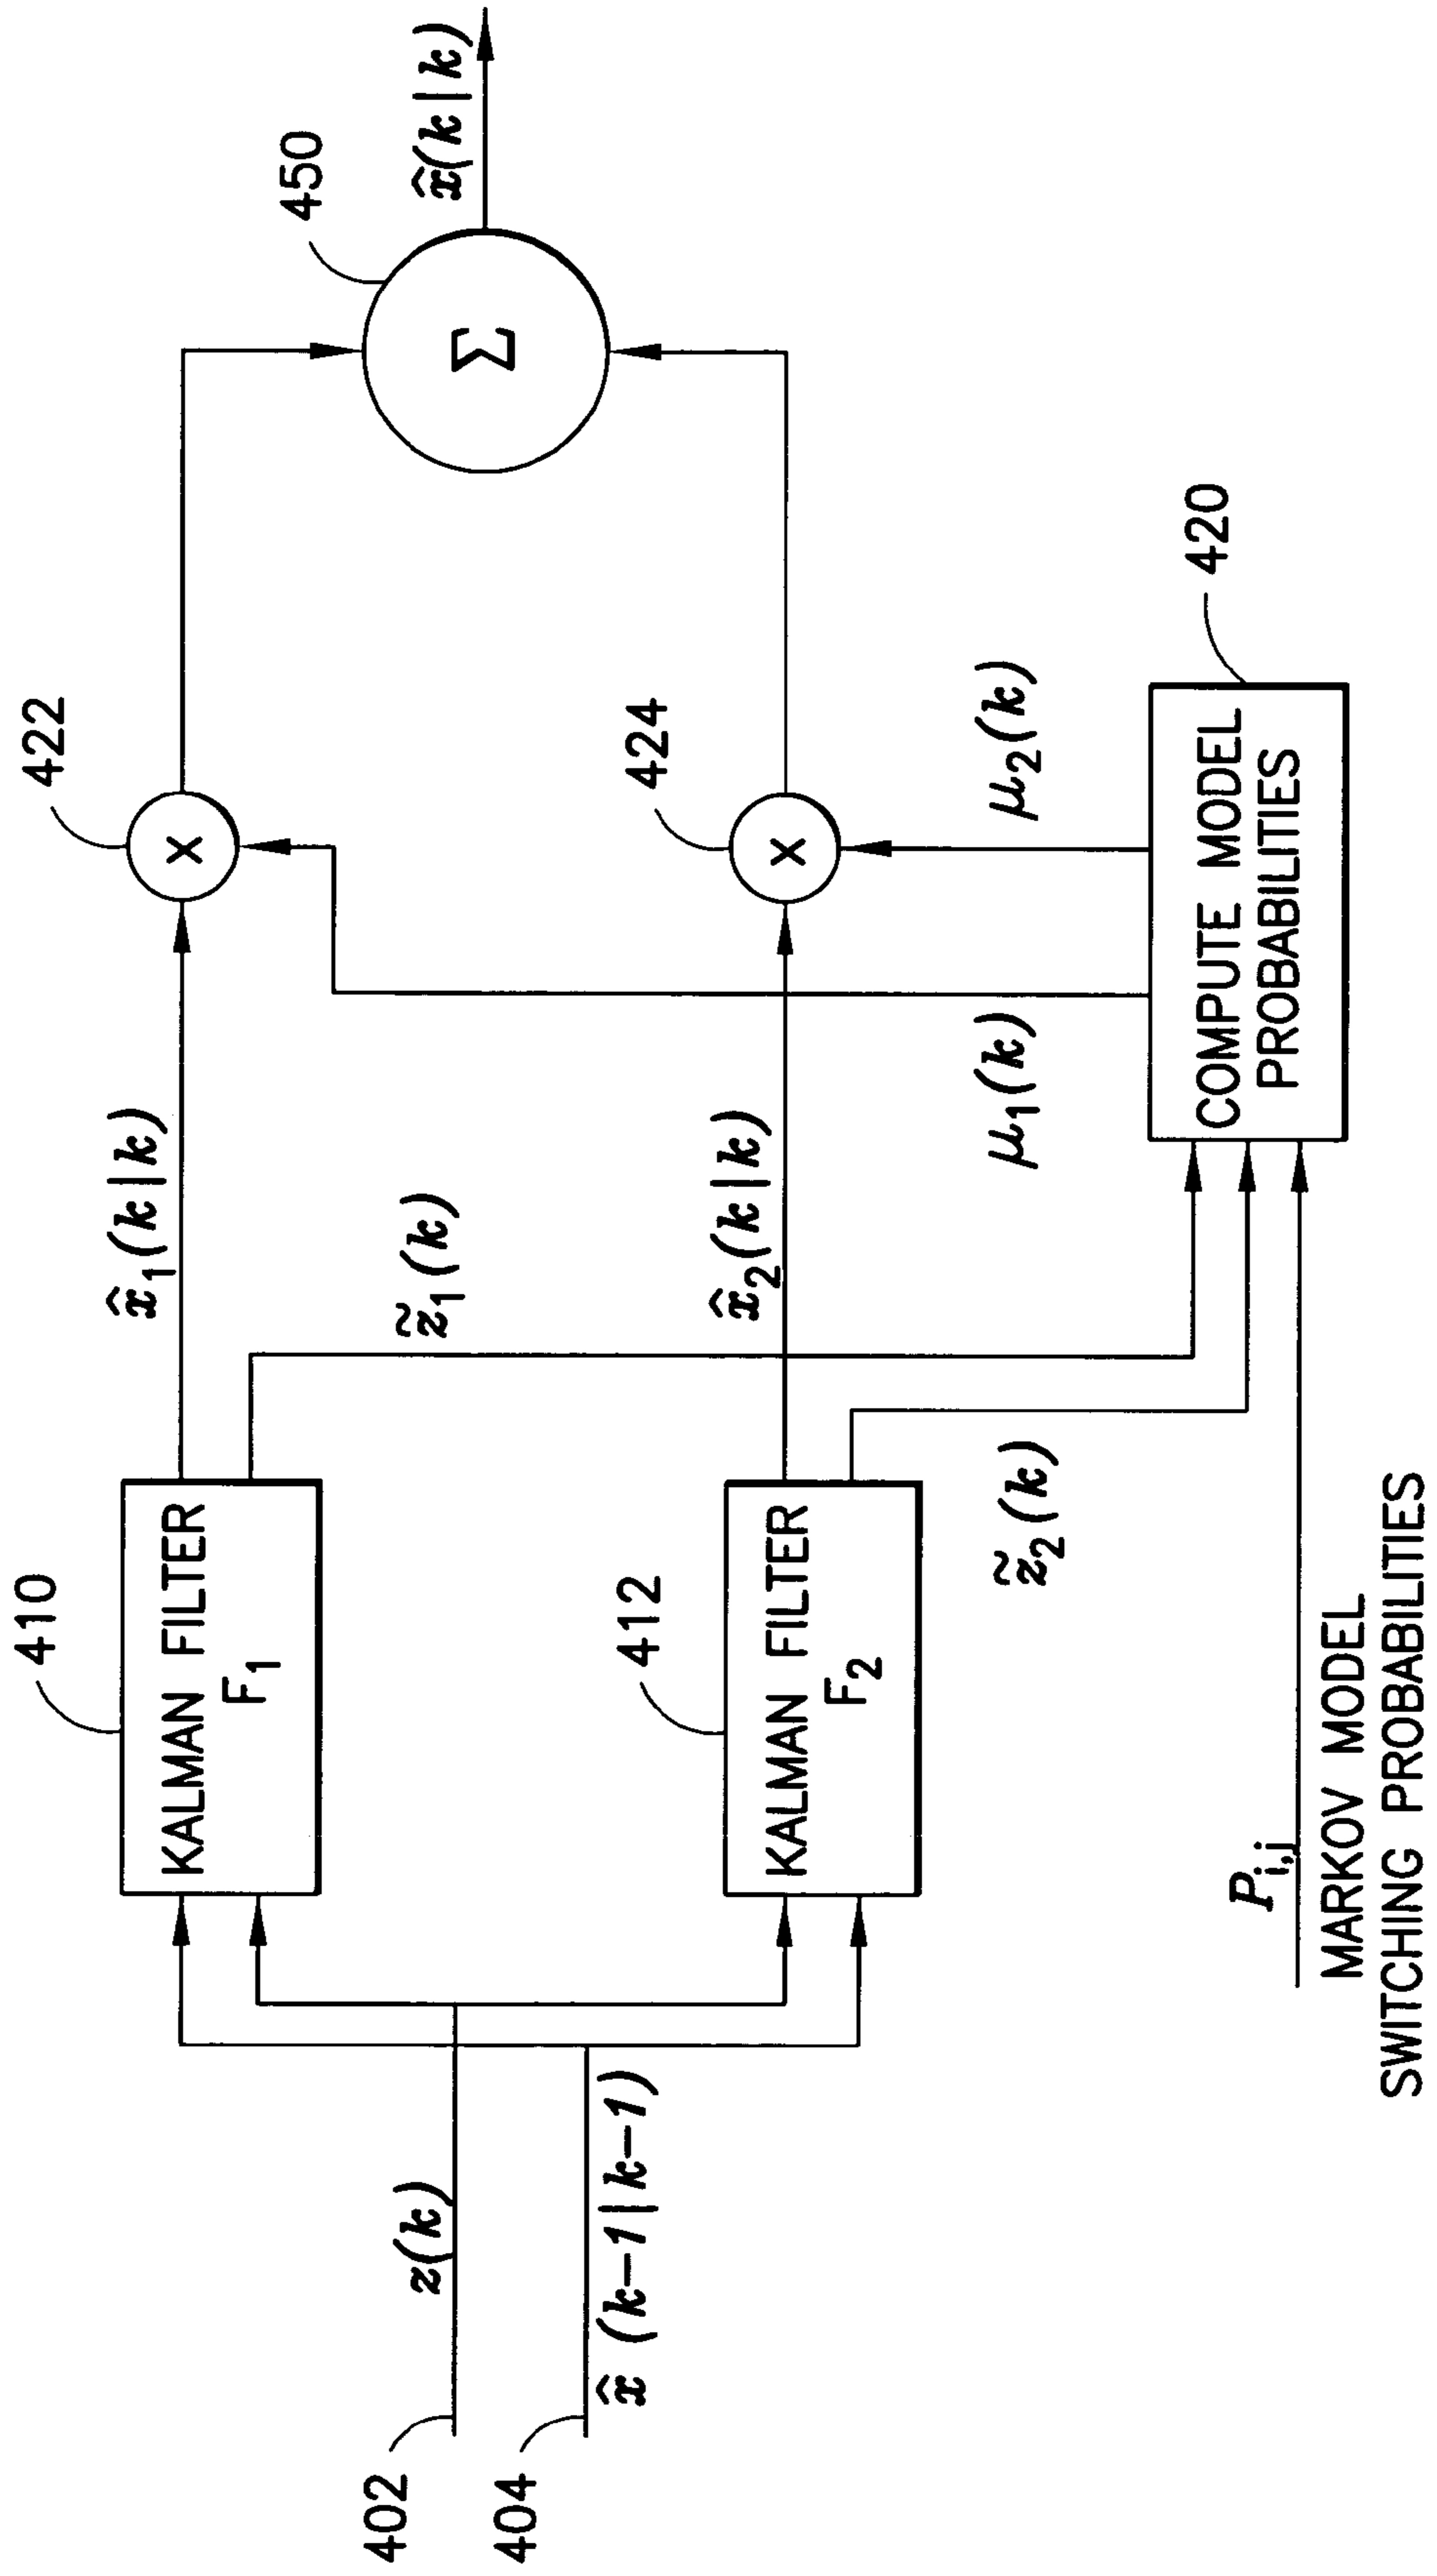 410
KALMAN FILTER
F₁
x̂₁(k|k)
422
X
450
Σ
x̂(k|k)
402
z(k)
z̃₁(k)
404
x̂ (k−1|k−1)
412
KALMAN FILTER
F₂
x̂₂(k|k)
424
X
z̃₂(k)
μ₁(k)
μ₂(k)
420
COMPUTE MODEL
PROBABILITIES
P i,j
MARKOV MODEL
SWITCHING PROBABILITIES